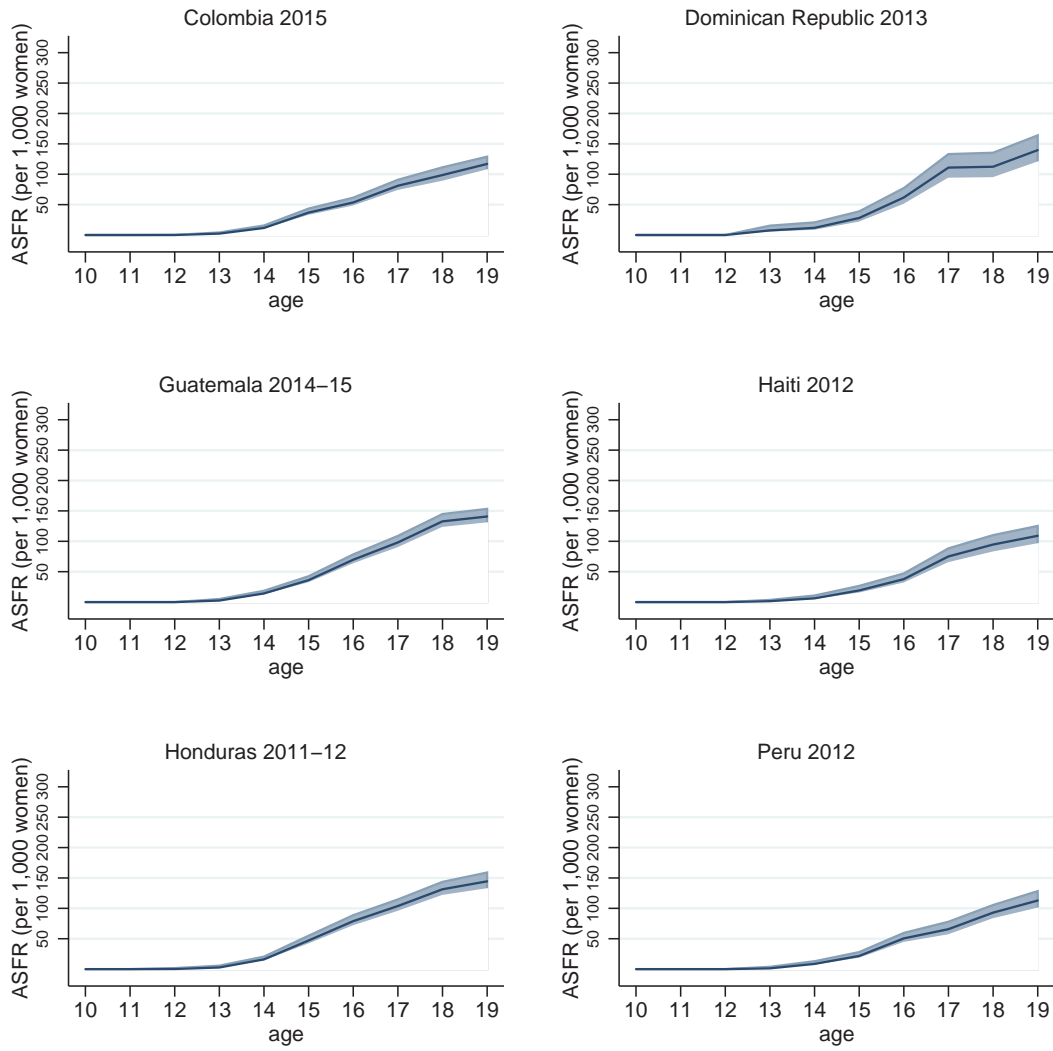 Colombia 2015
ASFR (per 1,000 women)
50 100 150 200 250 300
10 11 12 13 14 15 16 17 18 19
age
Dominican Republic 2013
ASFR (per 1,000 women)
50 100 150 200 250 300
10 11 12 13 14 15 16 17 18 19
age
Guatemala 2014–15
ASFR (per 1,000 women)
50 100 150 200 250 300
10 11 12 13 14 15 16 17 18 19
age
Haiti 2012
ASFR (per 1,000 women)
50 100 150 200 250 300
10 11 12 13 14 15 16 17 18 19
age
Honduras 2011–12
ASFR (per 1,000 women)
50 100 150 200 250 300
10 11 12 13 14 15 16 17 18 19
age
Peru 2012
ASFR (per 1,000 women)
50 100 150 200 250 300
10 11 12 13 14 15 16 17 18 19
age